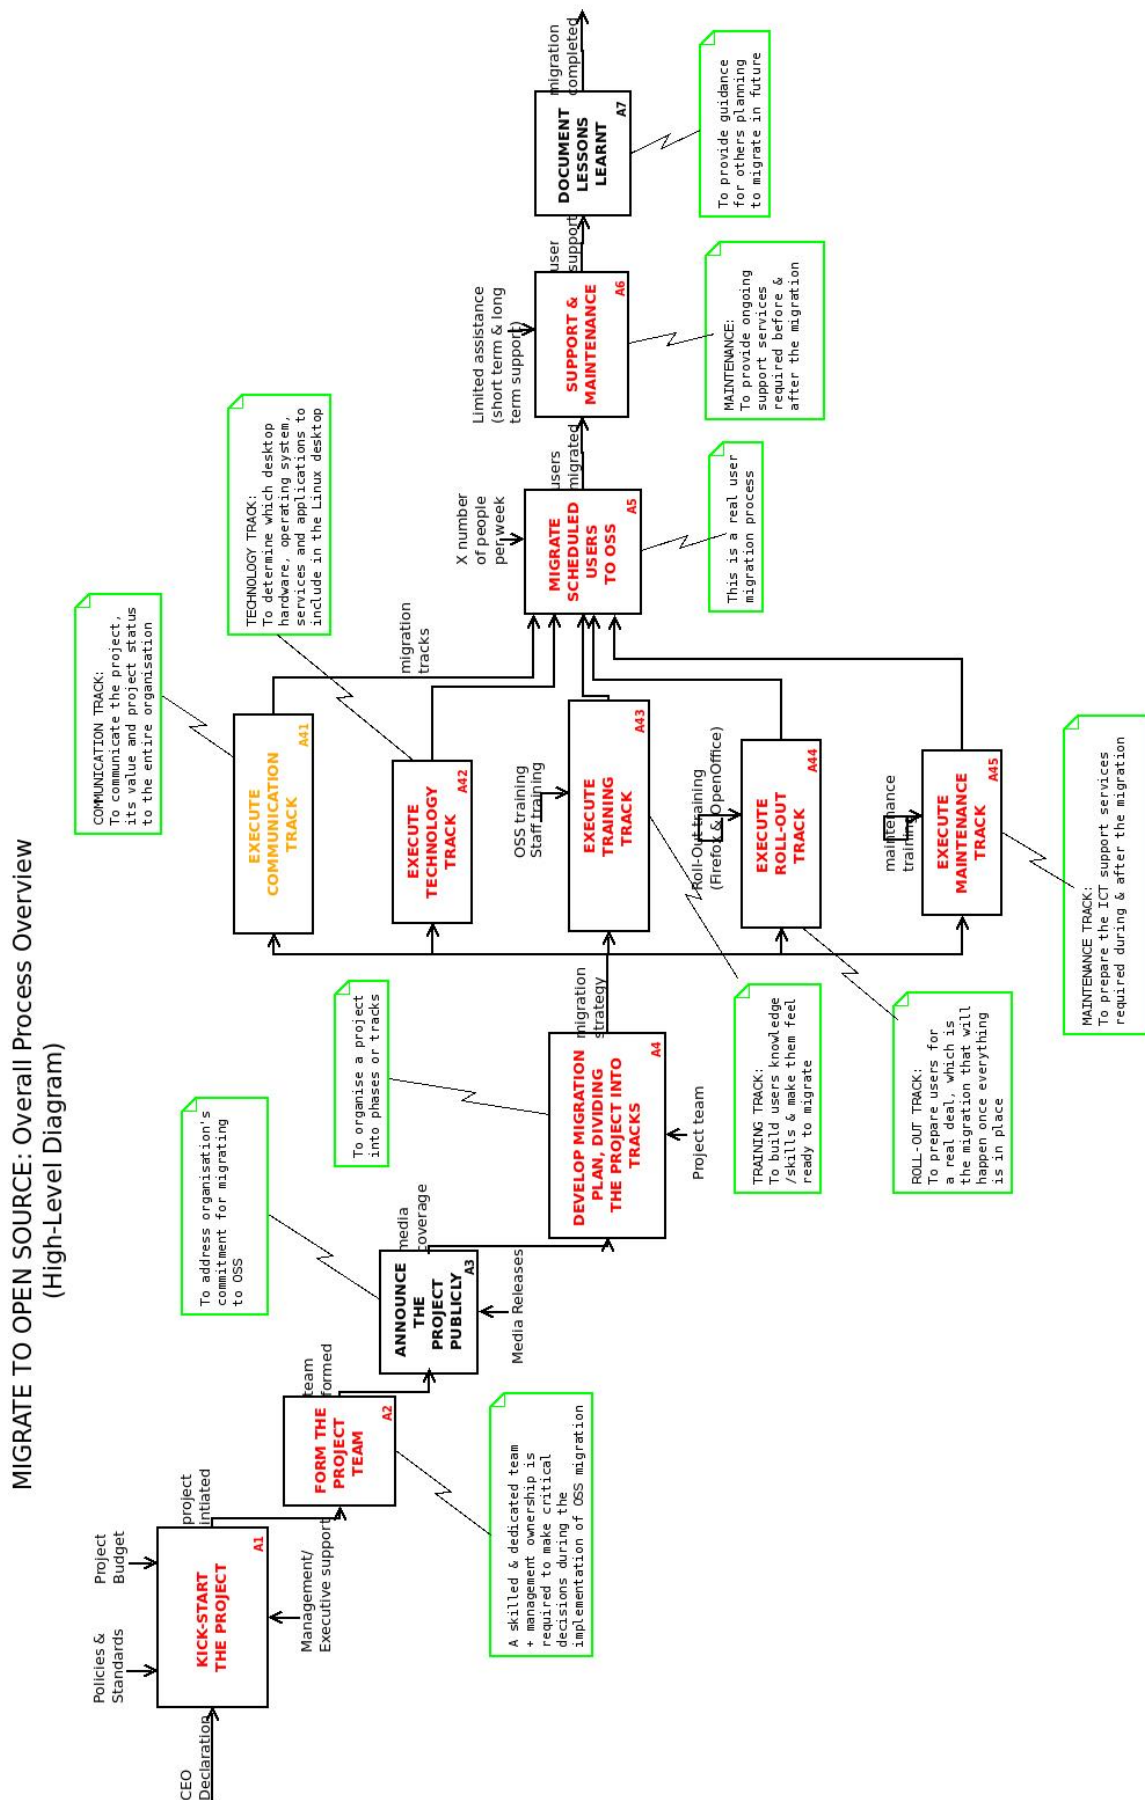 MIGRATE TO OPEN SOURCE: Overall Process Overview
(High-Level Diagram)
CEO
Declaration
Policies &
Standards
Project
Budget
KICK-START
THE PROJECT
A1
Management/
Executive support
project
intiated
FORM THE
PROJECT
TEAM
A2
A skilled & dedicated team
+ management ownership is
required to make critical
decisions during the
implementation of OSS migration
team
formed
ANNOUNCE
THE
PROJECT
PUBLICLY
A3
To address organisation's
commitment for migrating
to OSS
Media Releases
media
coverage
DEVELOP MIGRATION
PLAN, DIVIDING
THE PROJECT INTO
TRACKS
A4
To organise a project
into phases or tracks
Project team
migration
strategy
COMMUNICATION TRACK:
To communicate the project,
its value and project status
to the entire organisation
EXECUTE
COMMUNICATION
TRACK
A41
TECHNOLOGY TRACK:
To determine which desktop
hardware, operating system,
services and applications to
include in the Linux desktop
EXECUTE
TECHNOLOGY
TRACK
A42
OSS training
Staff training
EXECUTE
TRAINING
TRACK
A43
TRAINING TRACK:
To build users knowledge
/skills & make them feel
ready to migrate
Roll-Out training
(Firefox & OpenOffice)
EXECUTE
ROLL-OUT
TRACK
A44
ROLL-OUT TRACK:
To prepare users for
a real deal, which is
the migration that will
happen once everything
is in place
maintenance
training
EXECUTE
MAINTENANCE
TRACK
A45
MAINTENANCE TRACK:
To prepare the ICT support services
required during & after the migration
migration
tracks
X number
of people
per week
MIGRATE
SCHEDULED
USERS
TO OSS
A5
This is a real user
migration process
users
migrated
Limited assistance
(short term & long
term support)
SUPPORT &
MAINTENANCE
A6
MAINTENANCE:
To provide ongoing
support services
required before &
after the migration
user
support
DOCUMENT
LESSONS
LEARNT
A7
To provide guidance
for others planning
to migrate in future
migration
completed